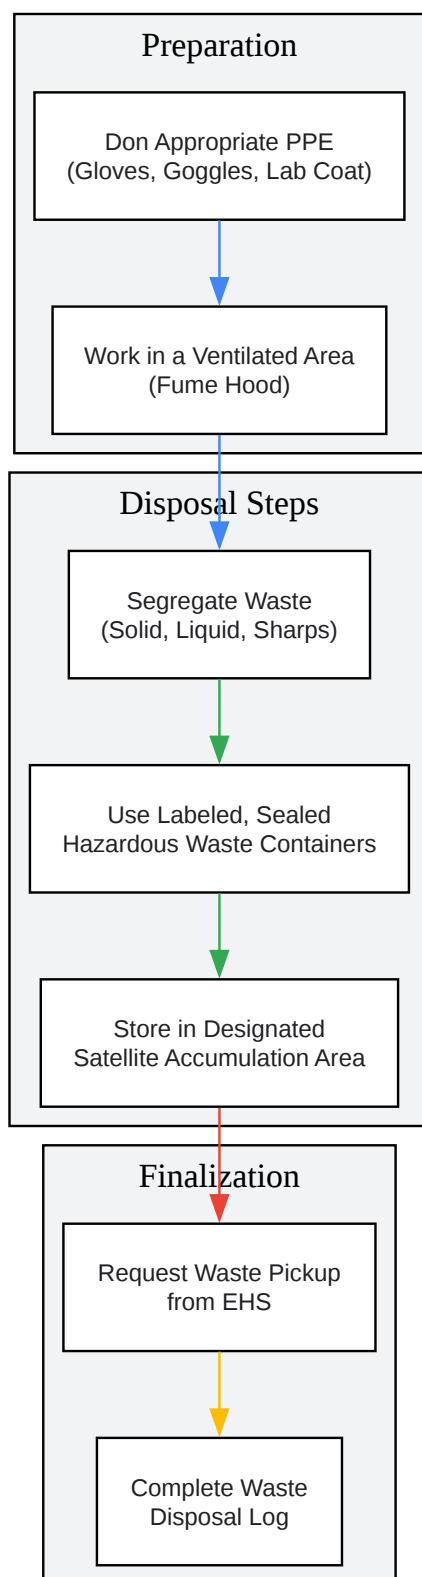 Preparation
Don Appropriate PPE
(Gloves, Goggles, Lab Coat)
Work in a Ventilated Area
(Fume Hood)
Disposal Steps
Segregate Waste
(Solid, Liquid, Sharps)
Use Labeled, Sealed
Hazardous Waste Containers
Store in Designated
Satellite Accumulation Area
Finalization
Request Waste Pickup
from EHS
Complete Waste
Disposal Log